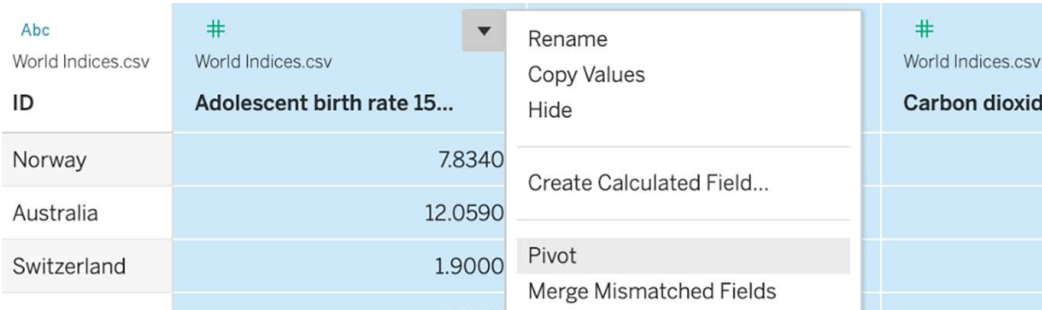 Abc
World Indices.csv
ID
World Indices.csv
Adolescent birth rate 15...
World Indices.csv
Carbon dioxid
Norway 7.8340
Australia 12.0590
Switzerland 1.9000
Rename
Copy Values
Hide
Create Calculated Field...
Pivot
Merge Mismatched Fields